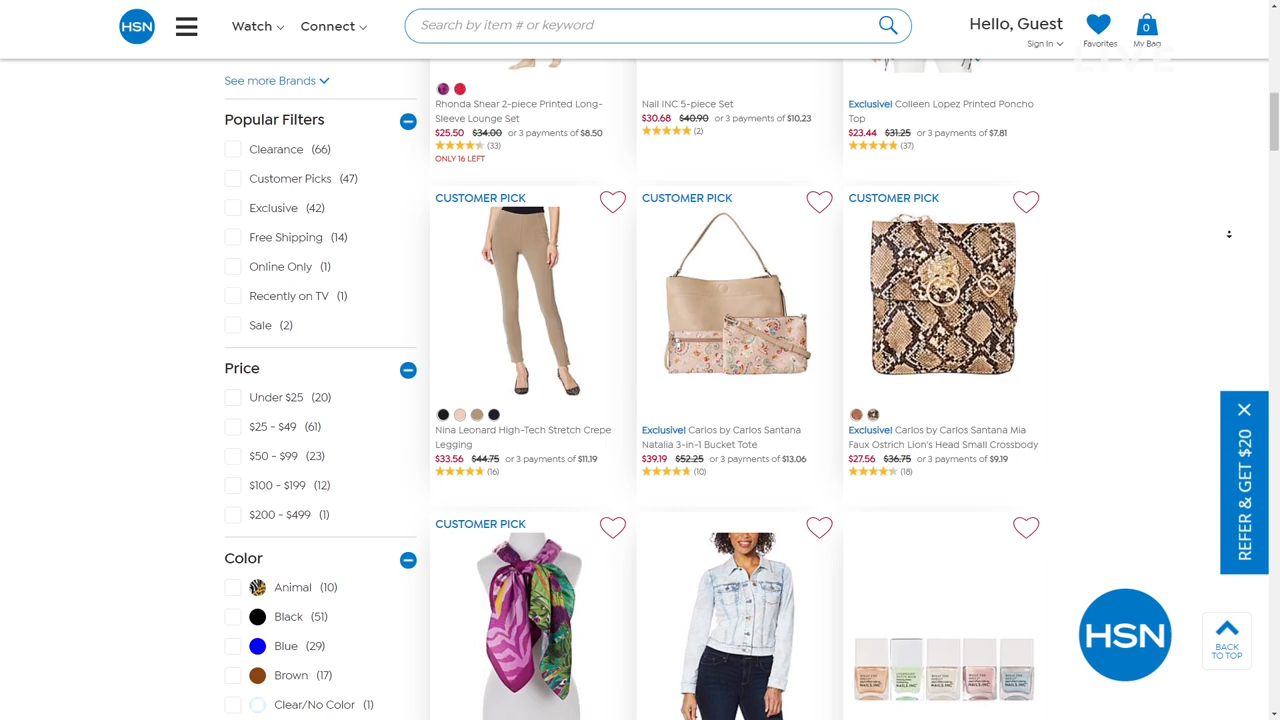 HSN
Watch
Connect
Search by item # or keyword
Hello, Guest
Sign In
Favorites
0
My Bag
LIVE
See more Brands
Popular Filters
Clearance (66)
Customer Picks (47)
Exclusive (42)
Free Shipping (14)
Online Only (1)
Recently on TV (1)
Sale (2)
Price
Under $25 (20)
$25 - $49 (61)
$50 - $99 (23)
$100 - $199 (12)
$200 - $499 (1)
Color
Animal (10)
Black (51)
Blue (29)
Brown (17)
Clear/No Color (1)
Rhonda Shear 2-piece Printed Long-
Sleeve Lounge Set
$25.50 $34.00 or 3 payments of $8.50
(33)
ONLY 16 LEFT
Nail INC 5-piece Set
$30.68 $40.90 or 3 payments of $10.23
(2)
Exclusive! Colleen Lopez Printed Poncho
Top
$23.44 $31.25 or 3 payments of $7.81
(37)
CUSTOMER PICK
Nina Leonard High-Tech Stretch Crepe
Legging
$33.56 $44.75 or 3 payments of $11.19
(16)
CUSTOMER PICK
Exclusive! Carlos by Carlos Santana
Natalia 3-in-1 Bucket Tote
$39.19 $52.25 or 3 payments of $13.06
(10)
CUSTOMER PICK
Exclusive! Carlos by Carlos Santana Mia
Faux Ostrich Lion's Head Small Crossbody
$27.56 $36.75 or 3 payments of $9.19
(18)
CUSTOMER PICK
REFER & GET $20
HSN
BACK
TO TOP